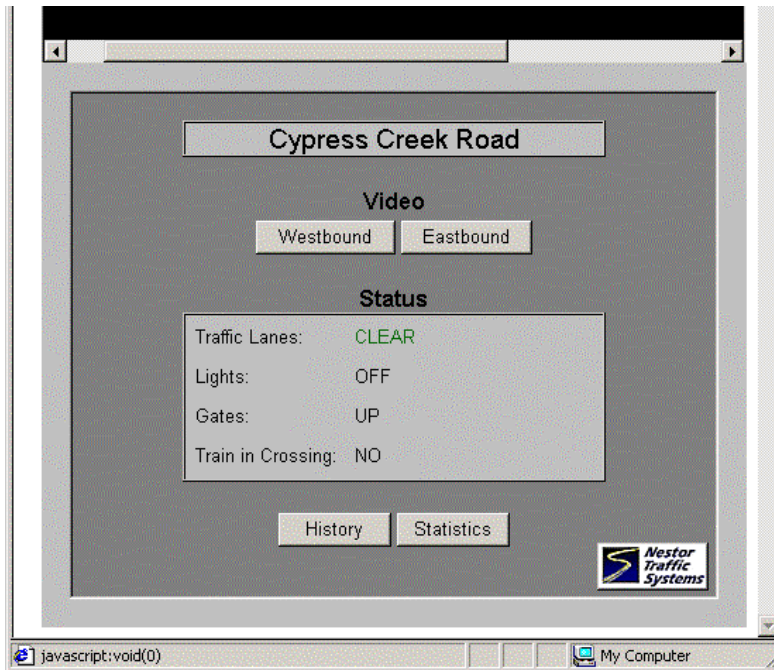 Cypress Creek Road
Video
Westbound Eastbound
Status
Traffic Lanes: CLEAR
Lights: OFF
Gates: UP
Train in Crossing: NO
History Statistics
Nestor
Traffic
Systems
javascript:void(0) My Computer